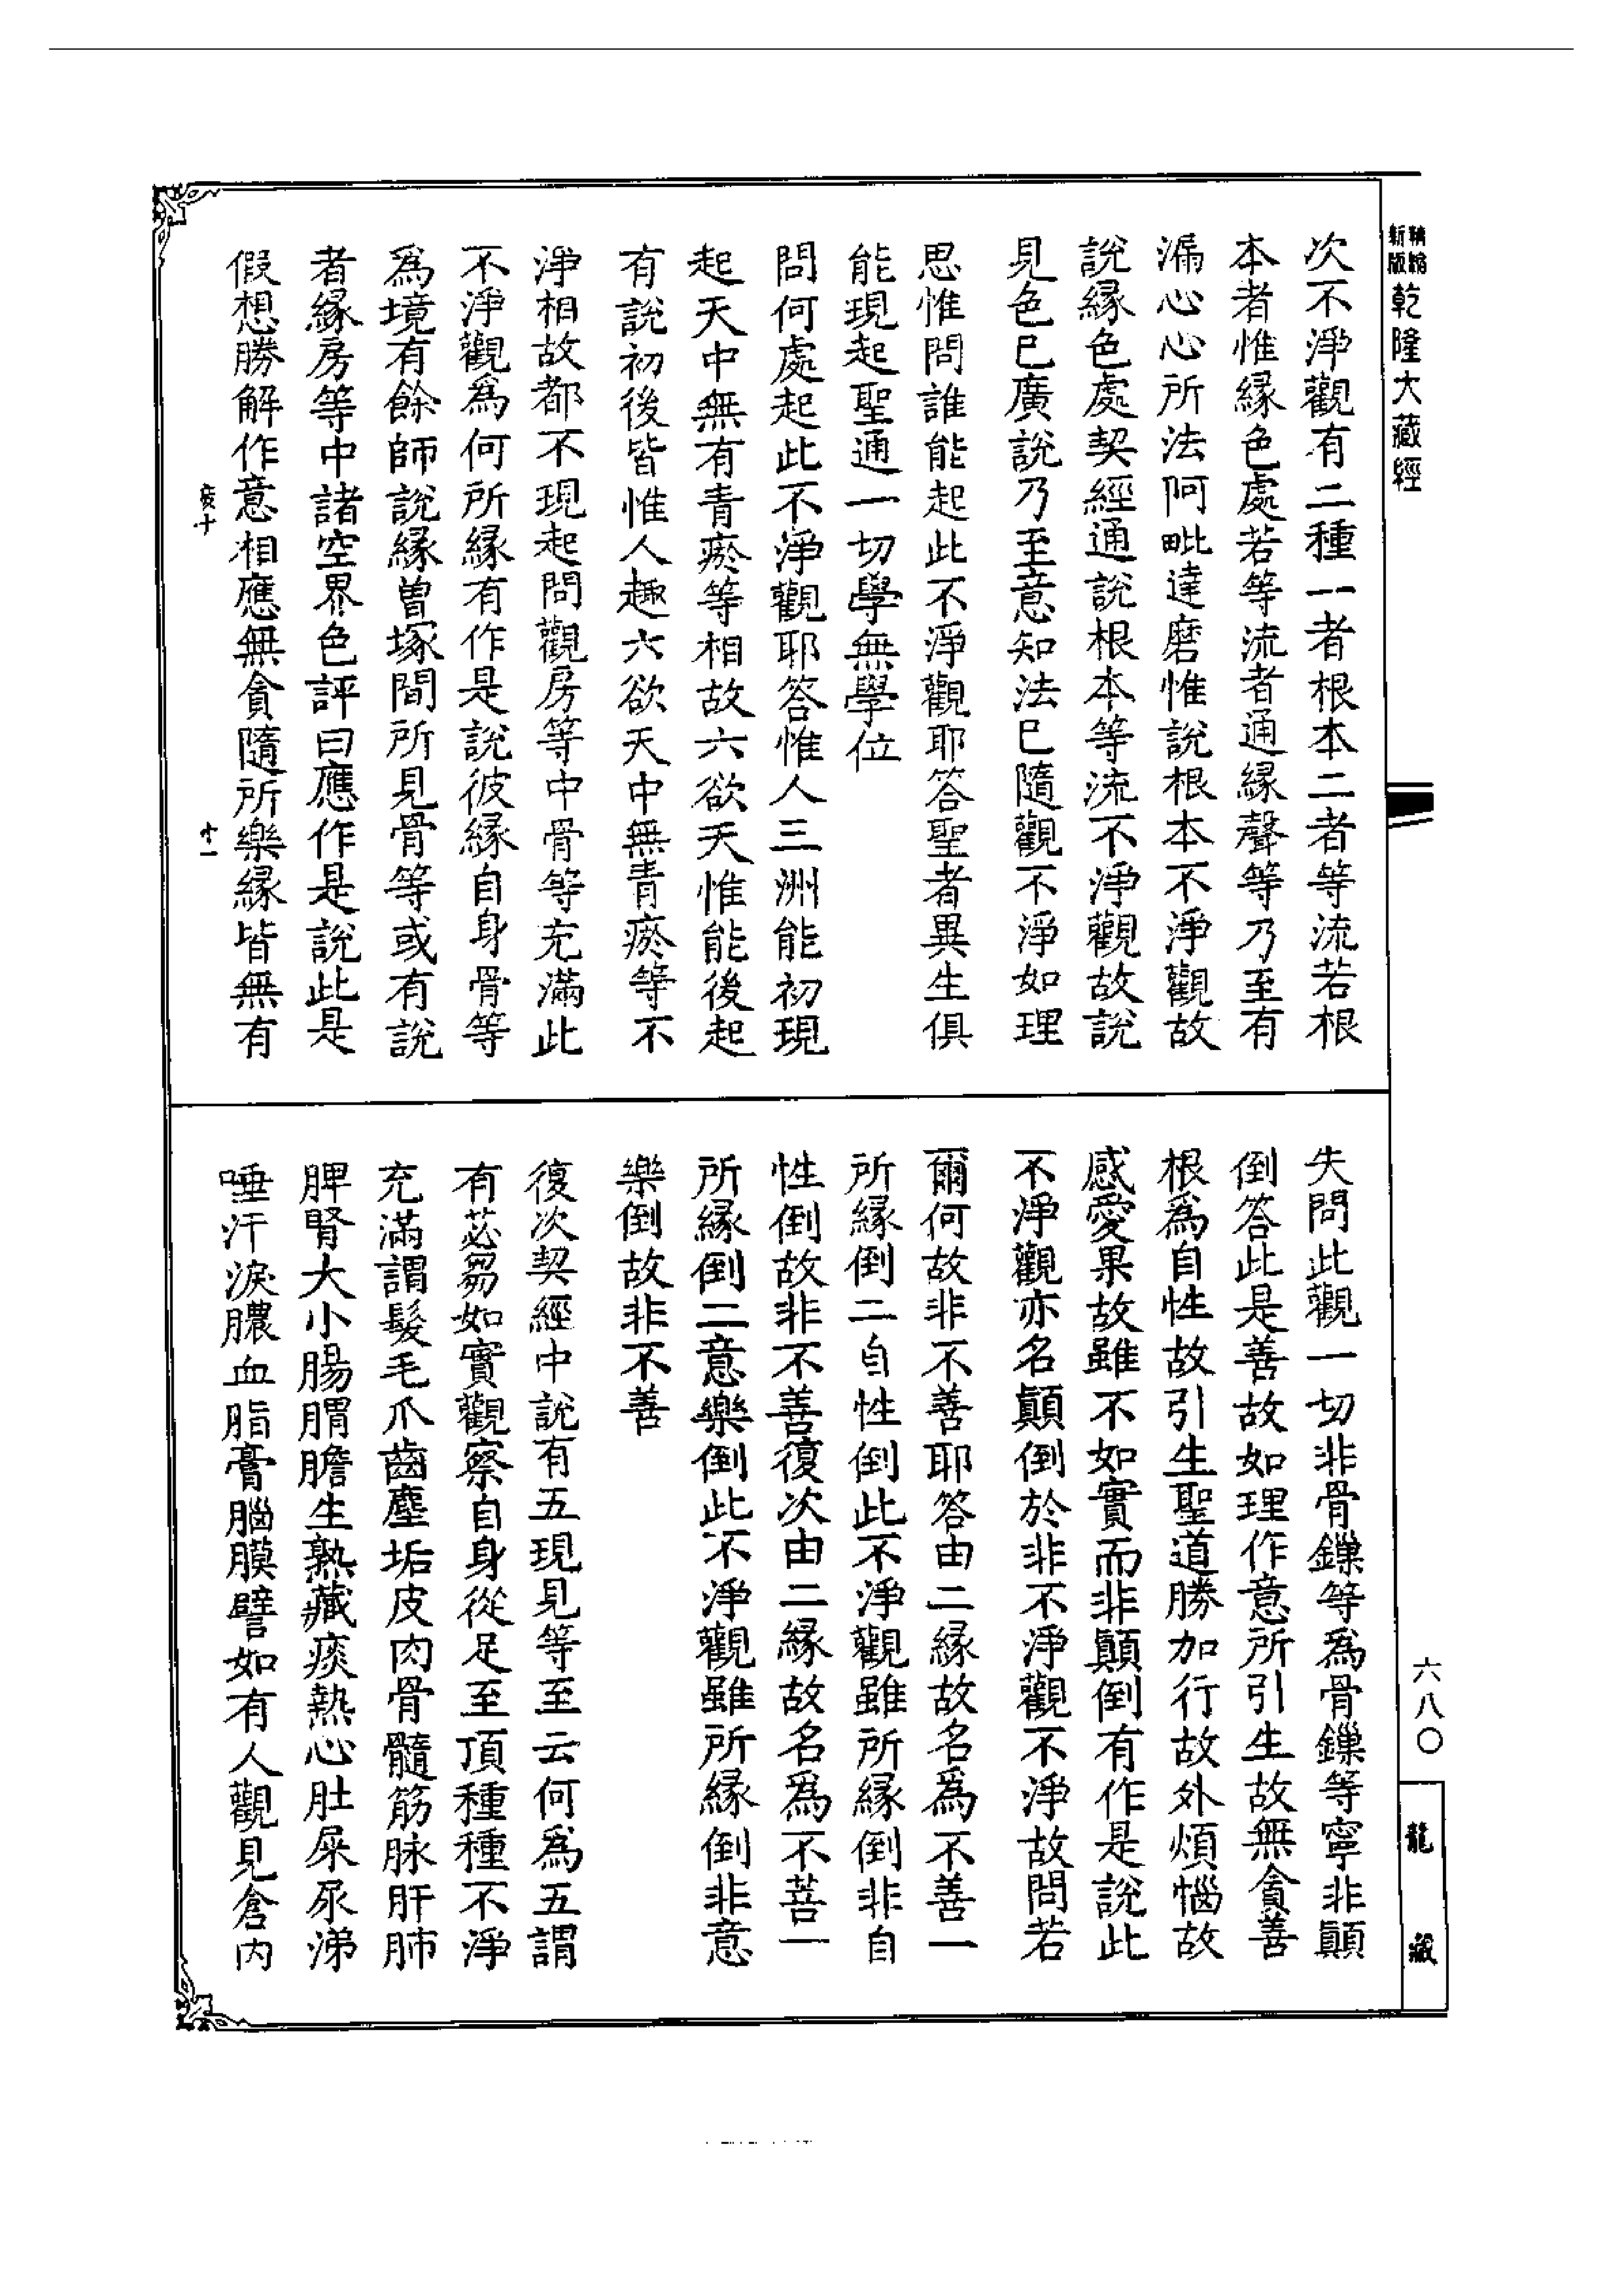 新版精縮乾隆大藏經
次不淨觀有二種一者根本二者等流若根
本者惟緣色處若等流者通緣聲等乃至有
漏心心所法阿毗達磨惟說根本不淨觀故
說緣色處契經通說根本等流不淨觀故說
見色已廣說乃至意知法已隨觀不淨如理
思惟問誰能起此不淨觀耶答聖者異生俱
能現起聖通一切學無學位
問何處起此不淨觀耶答惟人三洲能初現
起天中無有青瘀等相故六欲天惟能後起
有說初後皆惟人趣六欲天中無青瘀等不
淨相故都不現起問觀房等中骨等充滿此
不淨觀爲何所緣有作是說彼緣自身骨等
爲境有餘師說緣曾塚間所見骨等或有說
者緣房等中諸空界色評曰應作是說此是
假想勝解作意相應無貪隨所樂緣皆無有
十一
失問此觀一切非骨鏁等爲骨鏁等寧非顚
倒答此是善故如理作意所引生故無貪善
根爲自性故引生聖道勝加行故外煩惱故
感愛果故雖不如實而非顚倒有作是說此
不淨觀亦名顚倒於非不淨觀不淨故問若
爾何故非不善耶答由二緣故名爲不善一
所緣倒二自性倒此不淨觀雖所緣倒非自
性倒故非不善復次由二緣故名爲不善一
所緣倒二意樂倒此不淨觀雖所緣倒非意
樂倒故非不善
復次契經中說有五現見等至云何爲五謂
有苾芻如實觀察自身從足至頂種種不淨
充滿謂髮毛爪齒塵垢皮肉骨髓筋脉肝肺
脾腎大小腸胃膽生熟藏痰熱心肚屎尿涕
唾汗淚膿血脂膏腦膜譬如有人觀見倉內
六八〇
龍藏